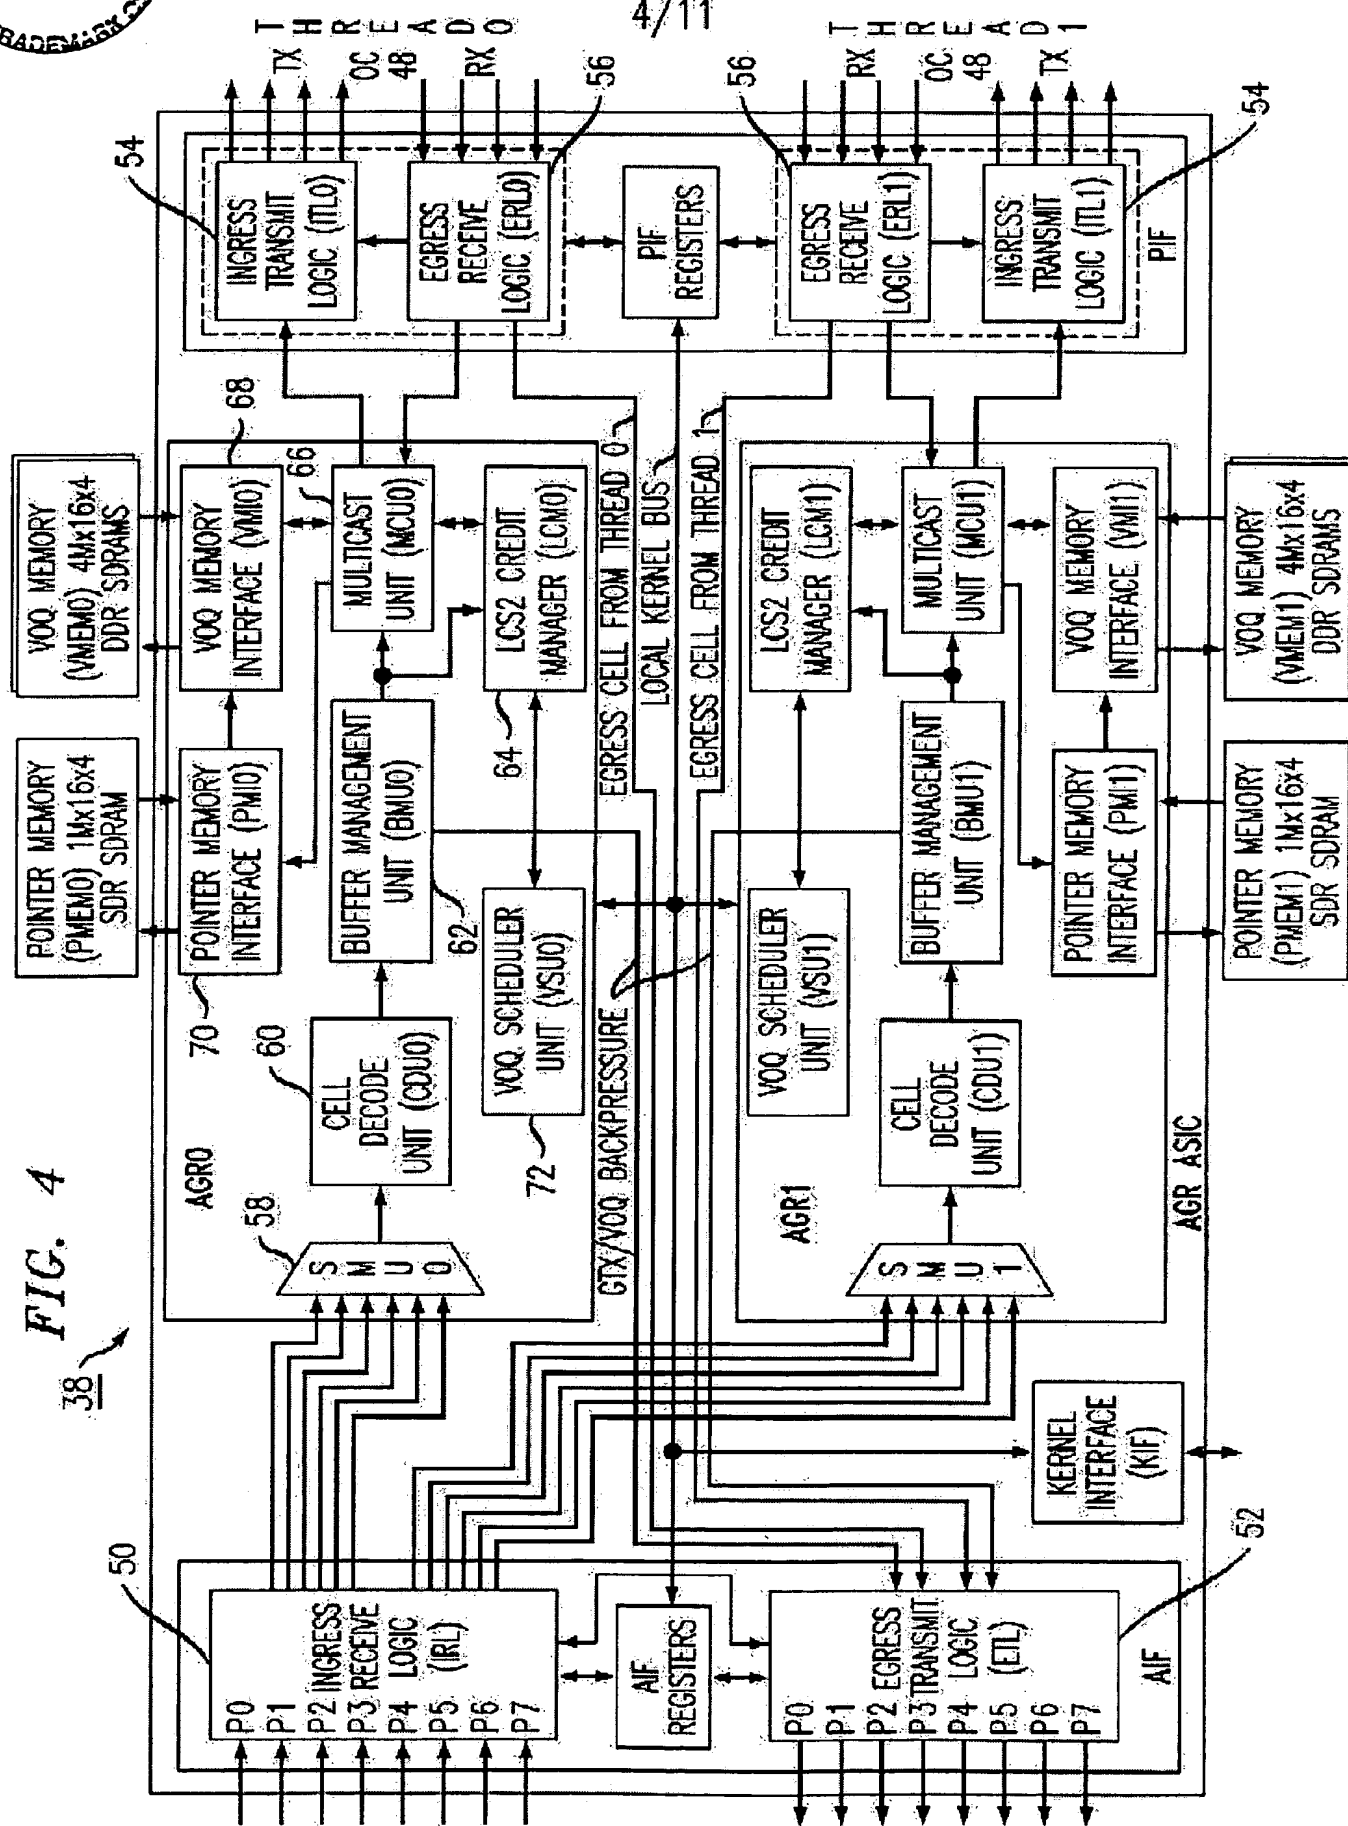 TRADEMARK
4/11
FIG. 4
38
POINTER MEMORY
(PMEM0) 1Mx16x4
SDR SDRAM
VOQ MEMORY
(VMEM0) 4Mx16x4
DDR SDRAMS
THREAD 0
TX
OC
48
RX
AGR0
70
POINTER MEMORY
INTERFACE (PMI0)
VOQ MEMORY
INTERFACE (VMI0)
68
54
INGRESS
TRANSMIT
LOGIC (ITL0)
58
SMU0
60
CELL
DECODE
UNIT (CDU0)
BUFFER MANAGEMENT
UNIT (BMU0)
62
66
MULTICAST
UNIT (MCU0)
EGRESS
RECEIVE
LOGIC (ERL0)
56
72
VOQ SCHEDULER
UNIT (VSU0)
64
LCS2 CREDIT
MANAGER (LCM0)
50
P0
P1
P2
P3
P4
P5
P6
P7
INGRESS
RECEIVE
LOGIC
(IRL)
GTX/VOQ BACKPRESSURE
EGRESS CELL FROM THREAD 0
LOCAL KERNEL BUS
EGRESS CELL FROM THREAD 1
PIF
REGISTERS
AIF
REGISTERS
THREAD 1
RX
OC
48
TX
56
EGRESS
RECEIVE
LOGIC (ERL1)
VOQ SCHEDULER
UNIT (VSU1)
LCS2 CREDIT
MANAGER (LCM1)
AGR1
SMU1
CELL
DECODE
UNIT (CDU1)
BUFFER MANAGEMENT
UNIT (BMU1)
MULTICAST
UNIT (MCU1)
INGRESS
TRANSMIT
LOGIC (ITL1)
54
PIF
P0
P1
P2
P3
P4
P5
P6
P7
EGRESS
TRANSMIT
LOGIC
(ETL)
52
AIF
KERNEL
INTERFACE
(KIF)
POINTER MEMORY
INTERFACE (PMI1)
VOQ MEMORY
INTERFACE (VMI1)
AGR ASIC
POINTER MEMORY
(PMEM1) 1Mx16x4
SDR SDRAM
VOQ MEMORY
(VMEM1) 4Mx16x4
DDR SDRAMS